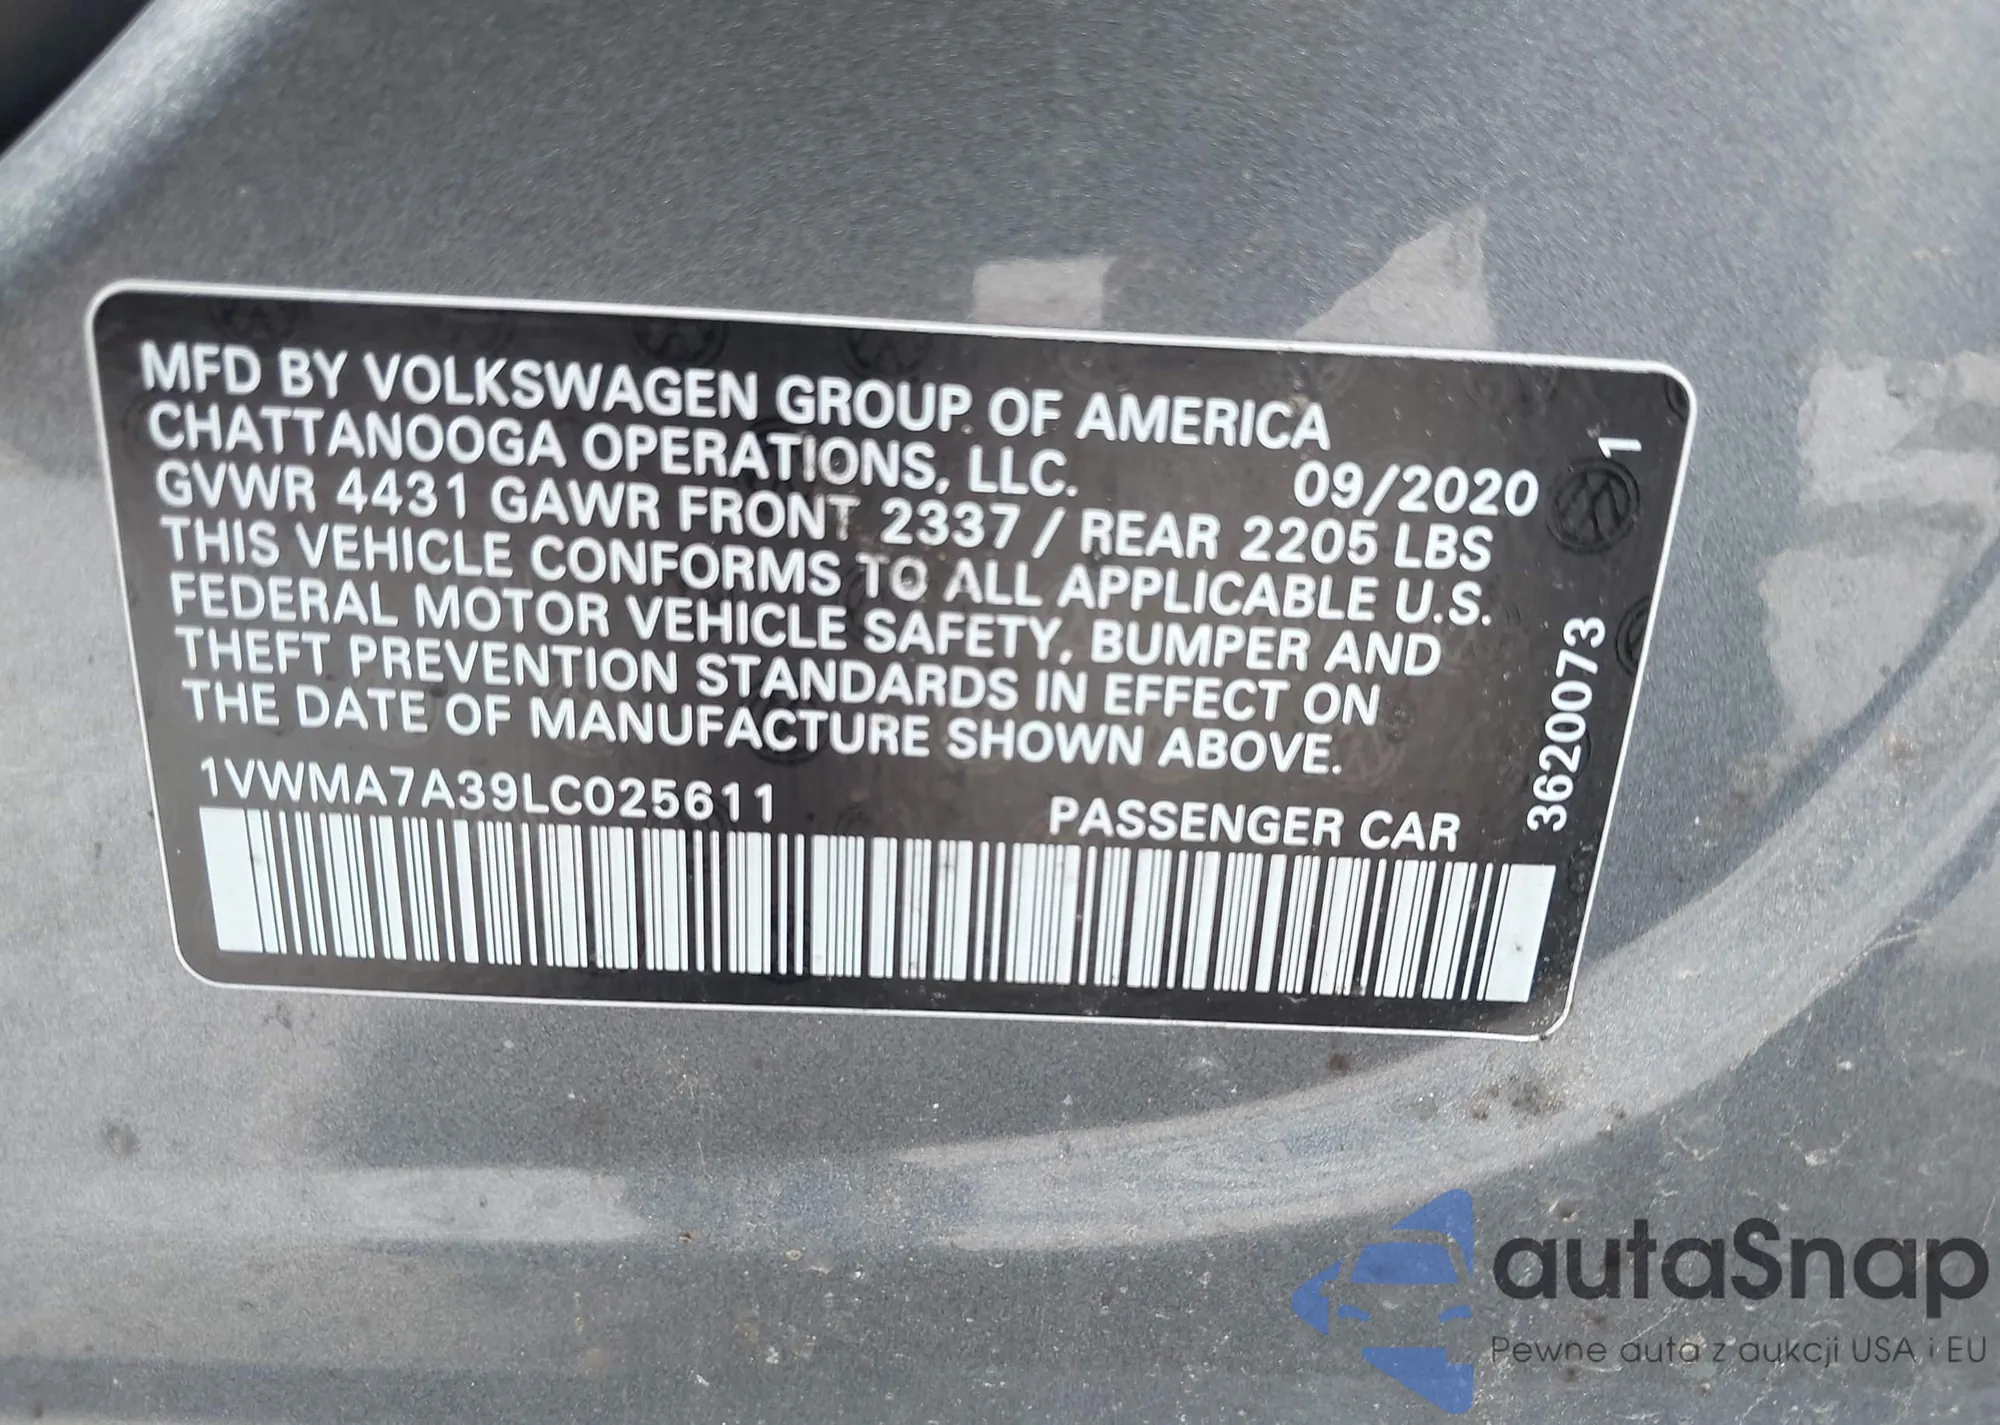 MFD BY VOLKSWAGEN GROUP OF AMERICA
CHATTANOOGA OPERATIONS, LLC. 09/2020
GVWR 4431 GAWR FRONT 2337 / REAR 2205 LBS
THIS VEHICLE CONFORMS TO ALL APPLICABLE U.S.
FEDERAL MOTOR VEHICLE SAFETY, BUMPER AND
THEFT PREVENTION STANDARDS IN EFFECT ON
THE DATE OF MANUFACTURE SHOWN ABOVE.
1VWMA7A39LC025611 PASSENGER CAR
3620073 1
autaSnap
Pewne auta z aukcji USA i EU